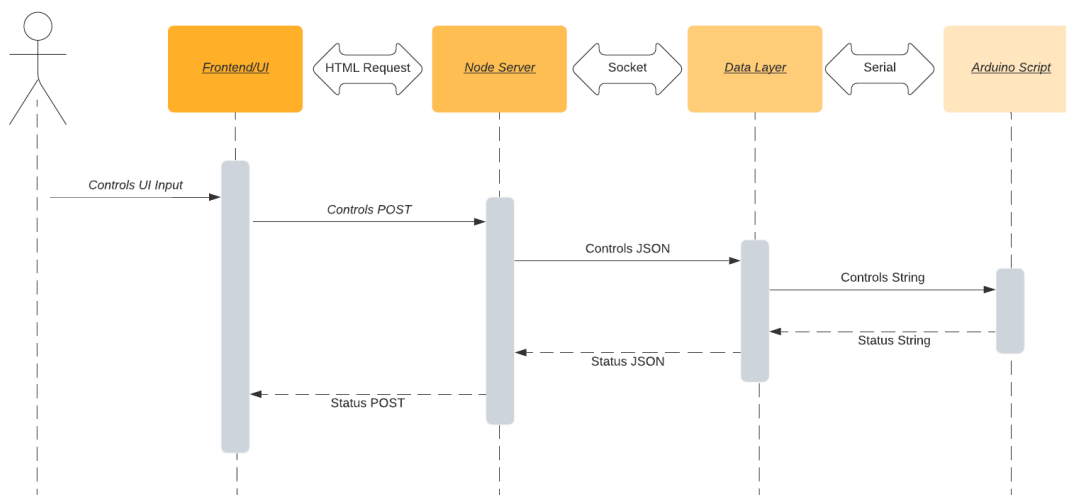 Frontend/UI
HTML Request
Node Server
Socket
Data Layer
Serial
Arduino Script
Controls UI Input
Controls POST
Controls JSON
Controls String
Status String
Status JSON
Status POST